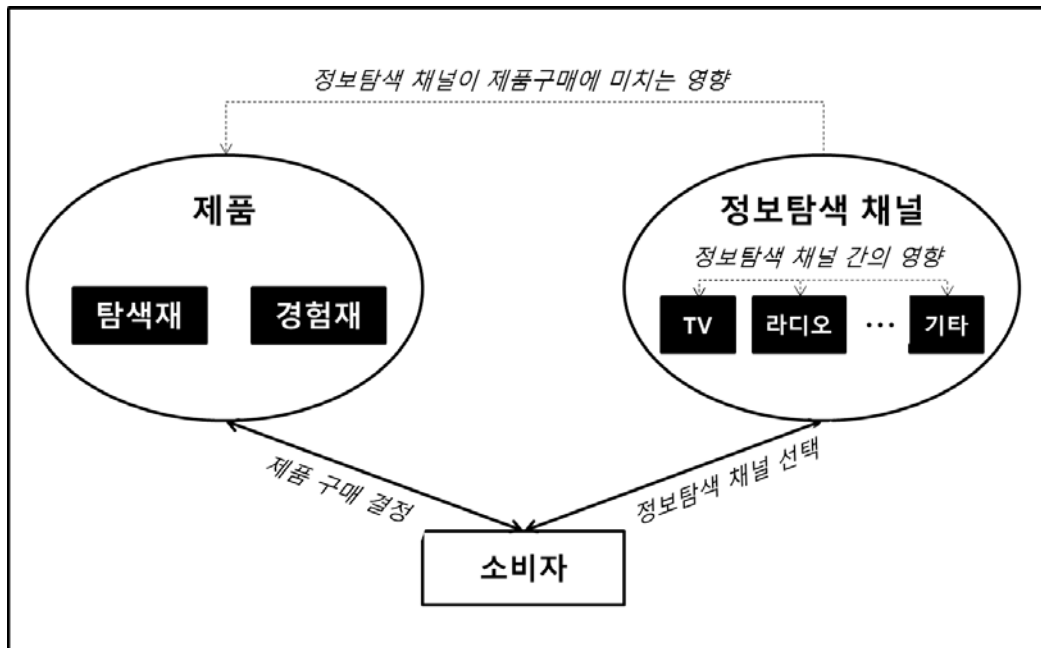 정보탐색 채널이 제품구매에 미치는 영향
제품
탐색재
경험재
정보탐색 채널
정보탐색 채널 간의 영향
TV
라디오
···
기타
제품 구매 결정
정보탐색 채널 선택
소비자